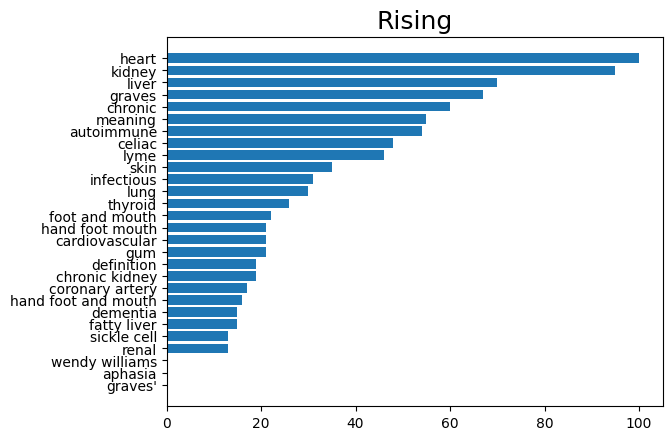 Rising
heart
kidney
liver
graves
chronic
meaning
autoimmune
celiac
lyme
skin
infectious
lung
thyroid
foot and mouth
hand foot mouth
cardiovascular
gum
definition
chronic kidney
coronary artery
hand foot and mouth
dementia
fatty liver
sickle cell
renal
wendy williams
aphasia
graves'
0 20 40 60 80 100